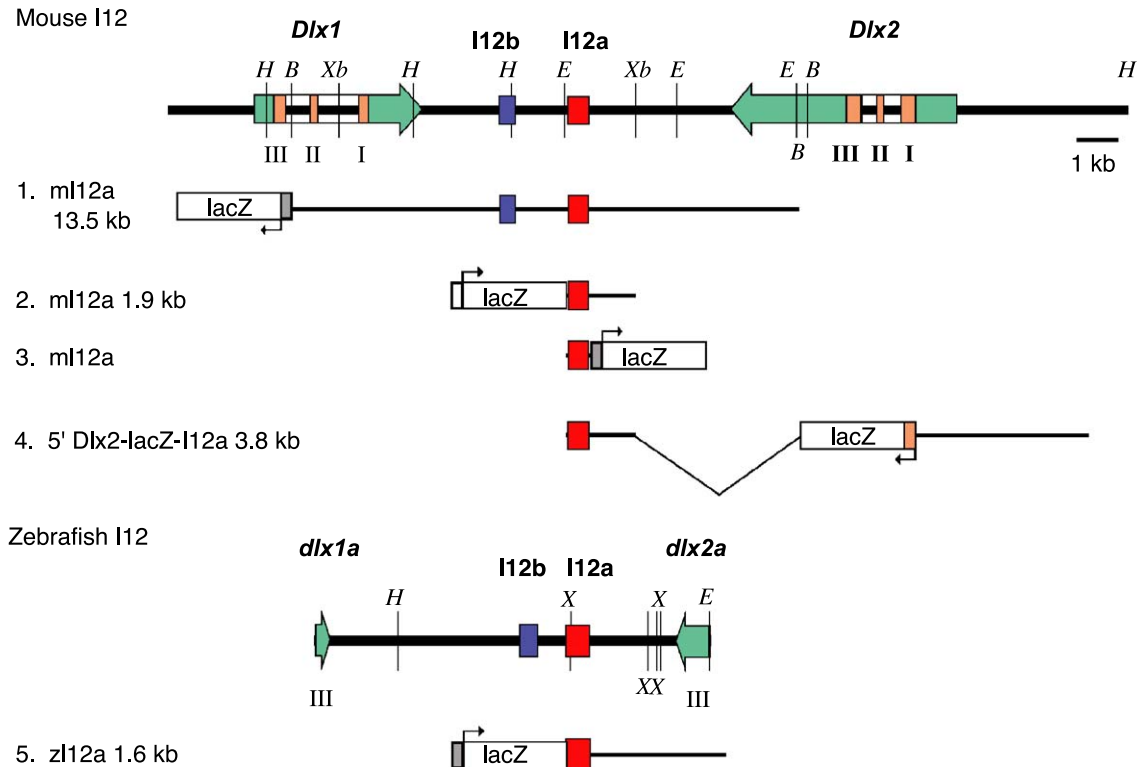 Mouse I12
Dlx1 I12b I12a Dlx2
H B Xb H H E Xb E E B H
III II I B III II I 1 kb
1. mI12a
13.5 kb
lacZ
2. mI12a 1.9 kb lacZ
3. mI12a lacZ
4. 5' Dlx2-lacZ-I12a 3.8 kb lacZ
Zebrafish I12
dlx1a I12b I12a dlx2a
H X X E
III XX III
5. zI12a 1.6 kb lacZ